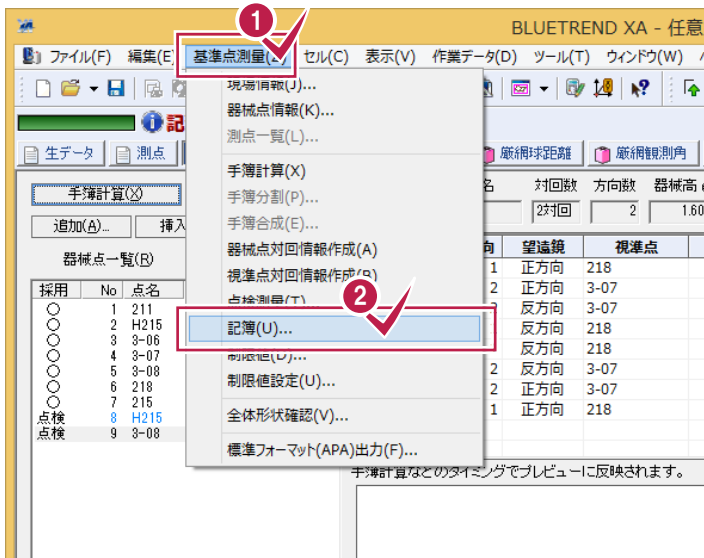 1
BLUETREND XA - 任意
ファイル(F) 編集(E) 基準点測量(Z) セル(C) 表示(V) 作業データ(D) ツール(T) ウィンドウ(W)
現場情報(J)...
器械点情報(K)...
測点一覧(L)...
手簿計算(X)
手簿分割(P)...
手簿合成(E)...
器械点対回情報作成(A)
視準点対回情報作成(B)
点検測量(T)...
2
記簿(U)...
制限値(D)...
制限値設定(U)...
全体形状確認(V)...
標準フォーマット(APA)出力(F)...
記
生データ 測点 厳網球距離 厳網観測角
手簿計算(X)
追加(A)... 挿入
器械点一覧(R)
名 対回数 方向数 器械高
2対回 2 1.60
採用 No 点名
1 211
2 H215
3 3-06
4 3-07
5 3-08
6 218
7 215
点検 8 H215
点検 9 3-08
向 望遠鏡 視準点
1 正方向 218
2 正方向 3-07
2 反方向 3-07
1 反方向 218
反方向 218
2 反方向 3-07
2 正方向 3-07
1 正方向 218
手簿計算などのタイミングでプレビューに反映されます。